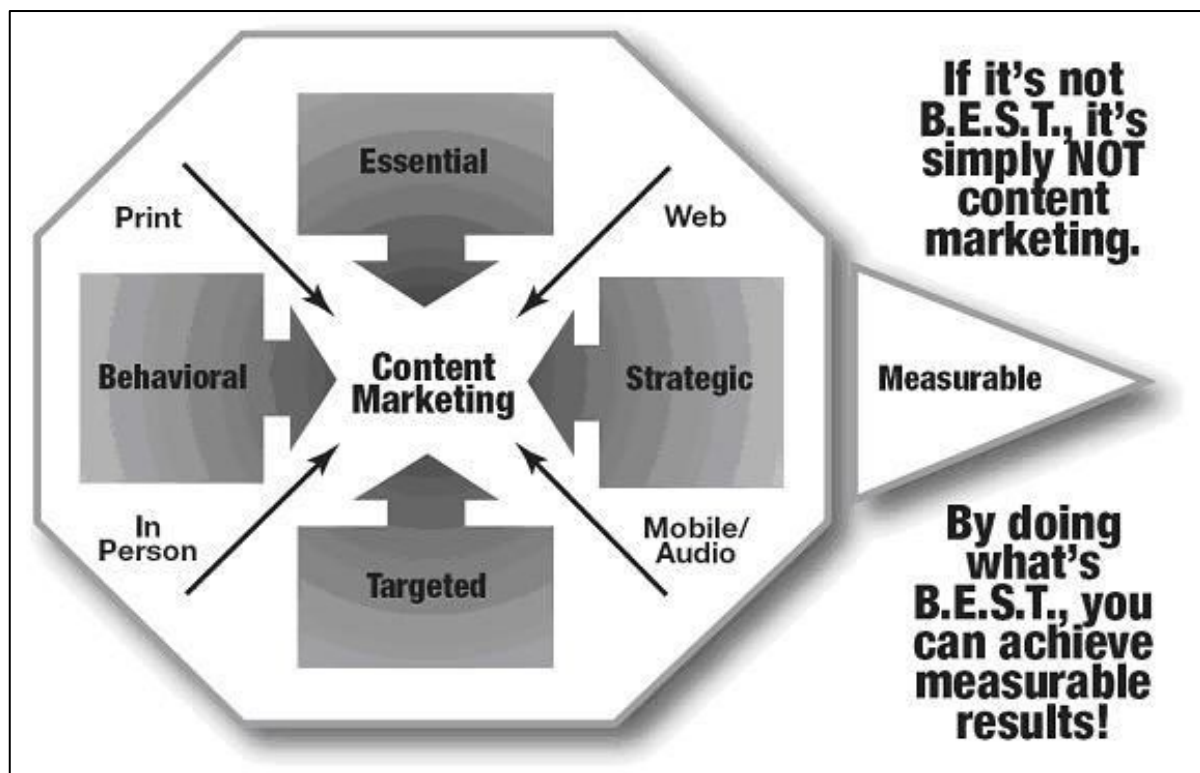 Essential
Print
Web
Behavioral
Content
Marketing
Strategic
In
Person
Targeted
Mobile/
Audio
Measurable
If it's not
B.E.S.T., it's
simply NOT
content
marketing.
By doing
what's
B.E.S.T., you
can achieve
measurable
results!